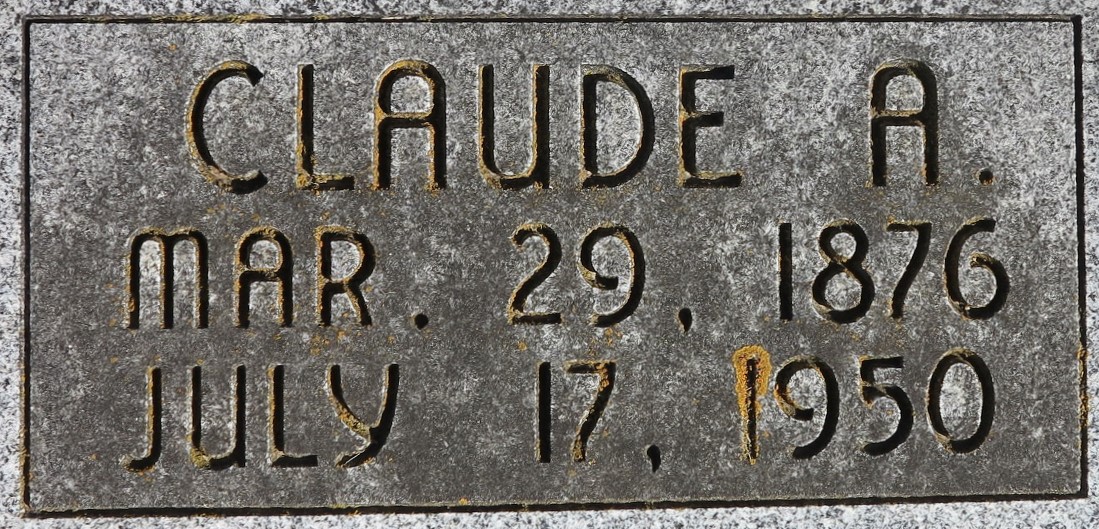 CLAUDE A.
MAR. 29, 1876
JULY 17, 1950